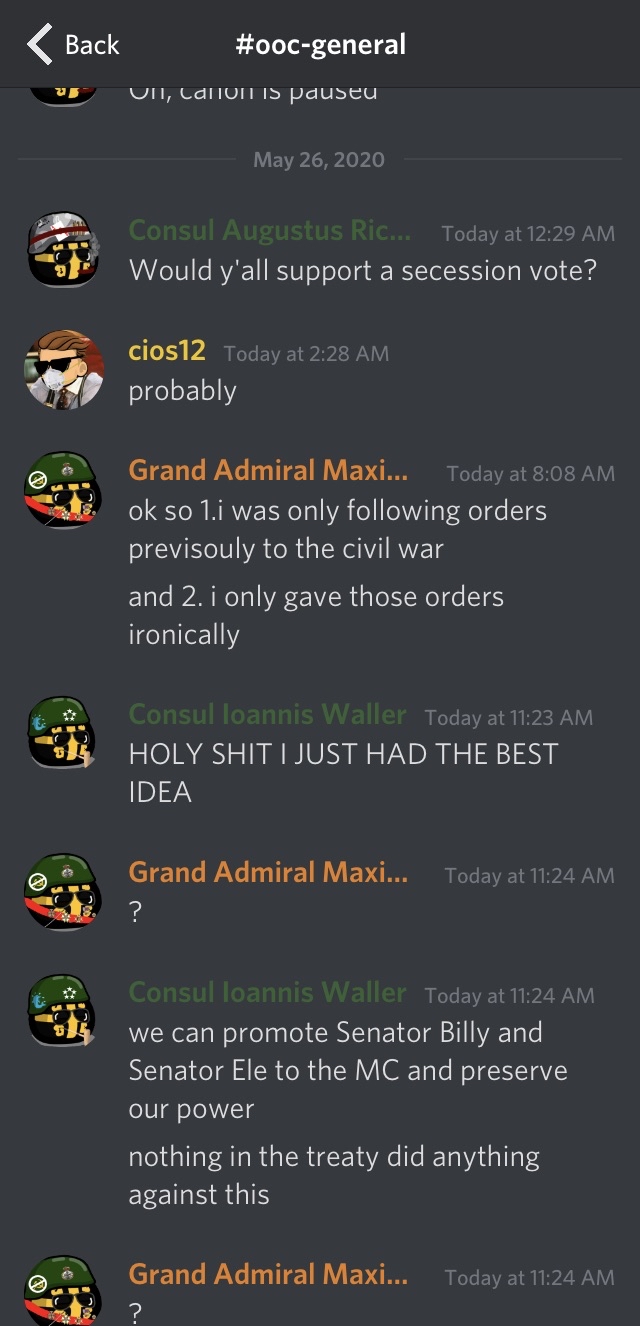 Back
#ooc-general
Oh, canon is paused
May 26, 2020
Consul Augustus Ric... Today at 12:29 AM
Would y'all support a secession vote?
cios12 Today at 2:28 AM
probably
Grand Admiral Maxi... Today at 8:08 AM
ok so 1.i was only following orders
previsouly to the civil war
and 2. i only gave those orders
ironically
Consul Ioannis Waller Today at 11:23 AM
HOLY SHIT I JUST HAD THE BEST
IDEA
Grand Admiral Maxi... Today at 11:24 AM
?
Consul Ioannis Waller Today at 11:24 AM
we can promote Senator Billy and
Senator Ele to the MC and preserve
our power
nothing in the treaty did anything
against this
Grand Admiral Maxi... Today at 11:24 AM
?